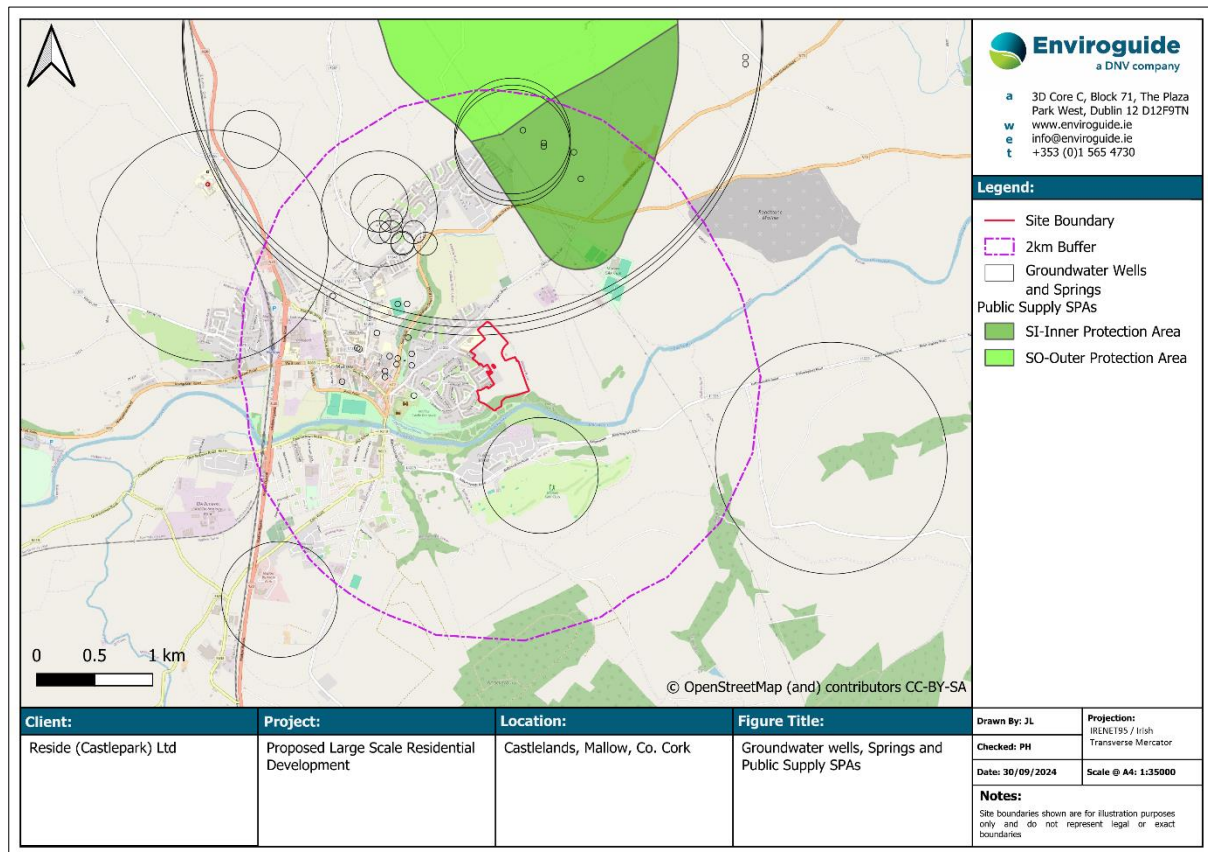 Enviroguide
a DNV company
a 3D Core C, Block 71, The Plaza
Park West, Dublin 12 D12F9TN
w www.enviroguide.ie
e info@enviroguide.ie
t +353 (0)1 565 4730
Legend:
Site Boundary
2km Buffer
Groundwater Wells
and Springs
Public Supply SPAs
SI-Inner Protection Area
SO-Outer Protection Area
0 0.5 1 km
© OpenStreetMap (and) contributors CC-BY-SA
Client:
Reside (Castlepark) Ltd
Project:
Proposed Large Scale Residential
Development
Location:
Castlelands, Mallow, Co. Cork
Figure Title:
Groundwater wells, Springs and
Public Supply SPAs
Drawn By: JL
Checked: PH
Date: 30/09/2024
Projection:
IRENET95 / Irish
Transverse Mercator
Scale @ A4: 1:35000
Notes:
Site boundaries shown are for illustration purposes
only and do not represent legal or exact
boundaries